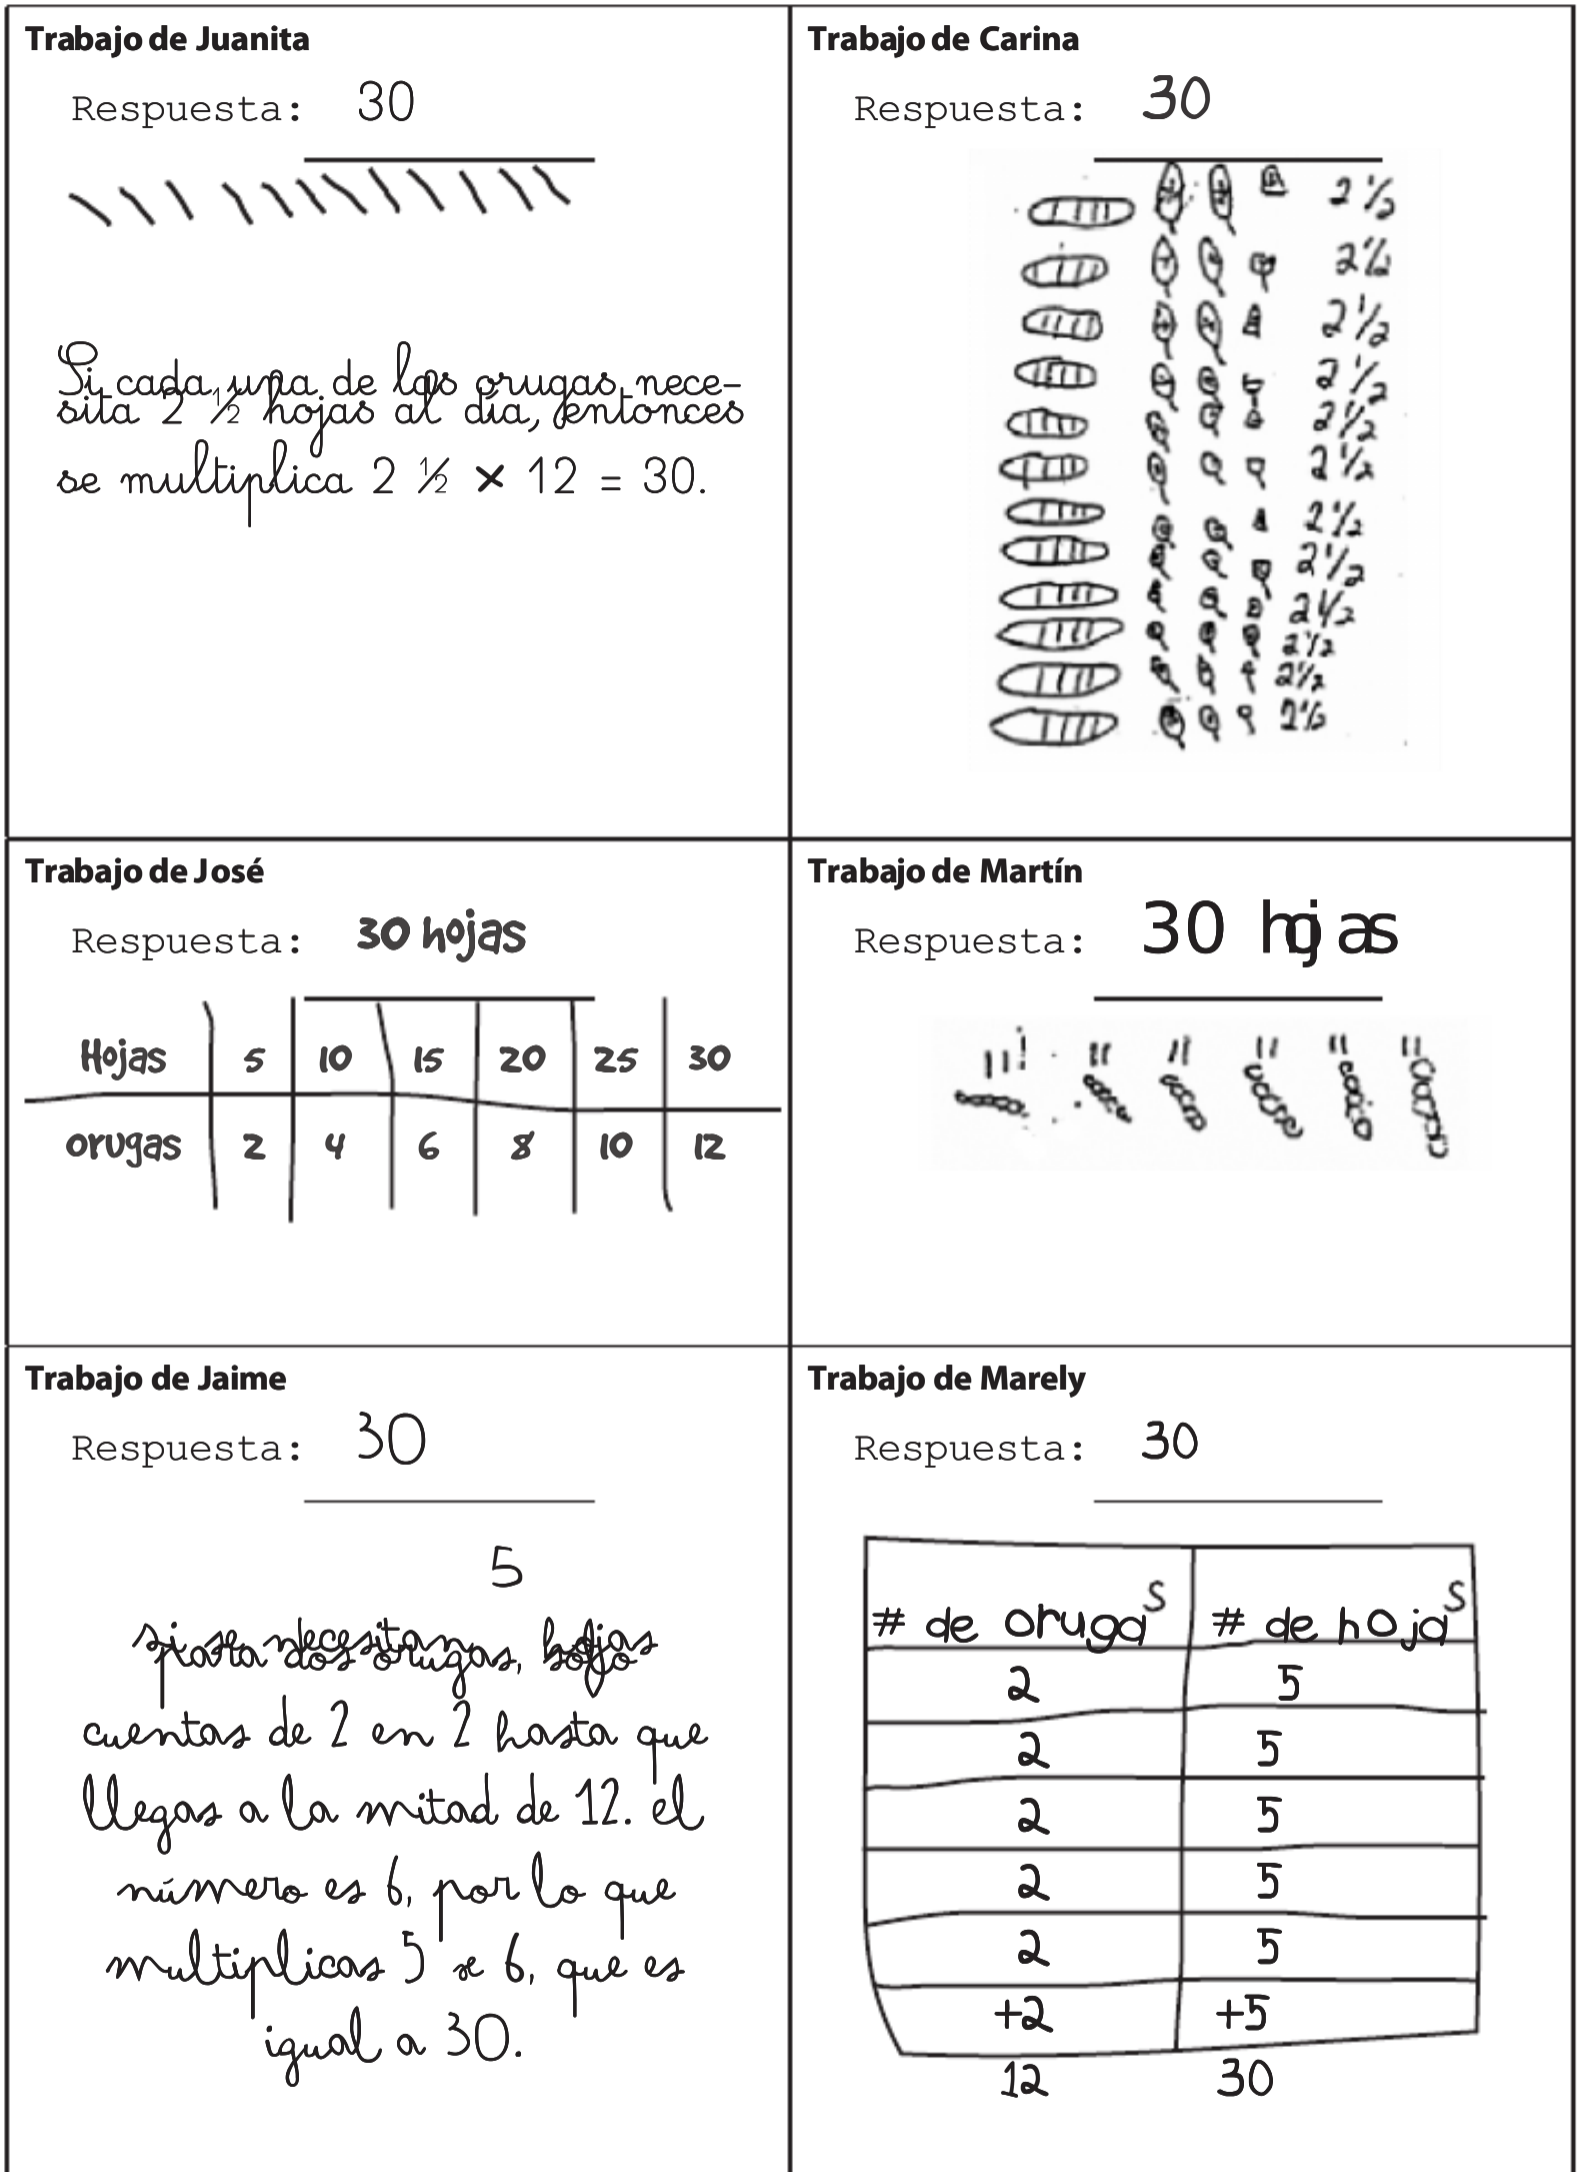 Trabajo de Juanita
Respuesta: 30
Si cada una de las orugas nece-
sita 2 ½ hojas al día, entonces
se multiplica 2 ½ × 12 = 30.
Trabajo de Carina
Respuesta: 30
2 ½
2 ½
2 ½
2 ½
2 ½
2 ½
2 ½
2 ½
2 ½
2 ½
2 ½
2 ½
Trabajo de José
Respuesta: 30 hojas
Hojas 5 10 15 20 25 30
orugas 2 4 6 8 10 12
Trabajo de Martín
Respuesta: 30 hojas
Trabajo de Jaime
Respuesta: 30
5
si se necesitan hojas
para dos orugas,
cuentas de 2 en 2 hasta que
llegas a la mitad de 12. el
número es 6, por lo que
multiplicas 5 x 6, que es
igual a 30.
Trabajo de Marely
Respuesta: 30
# de orugas # de hojas
2 5
2 5
2 5
2 5
2 5
+2 +5
12 30